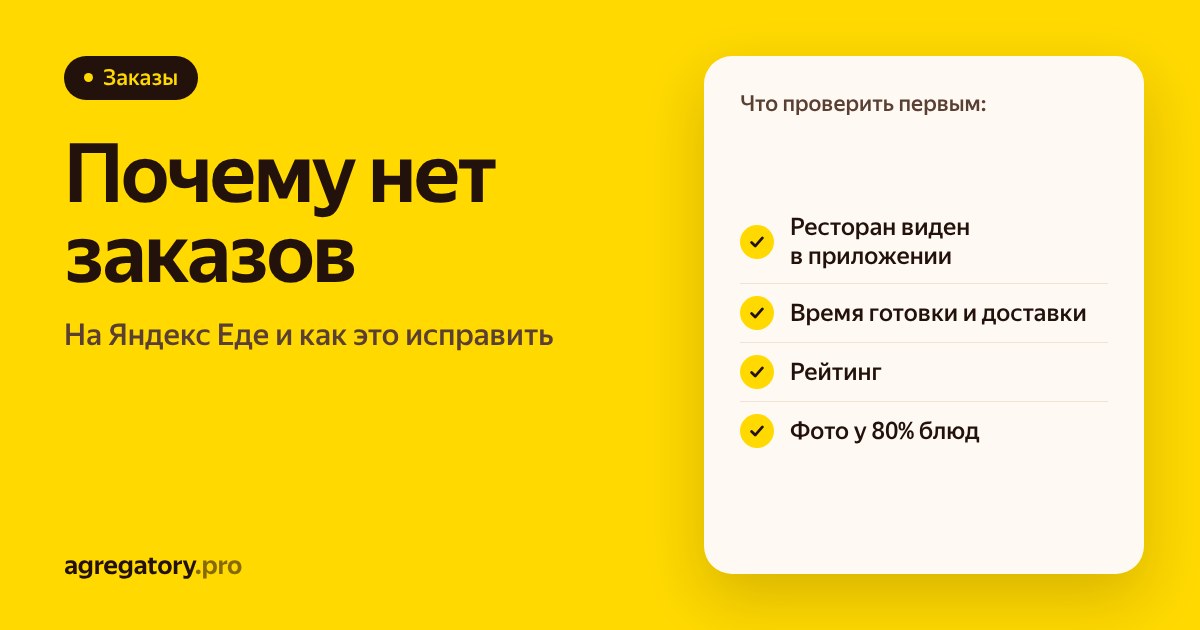 Заказы
Почему нет
заказов
На Яндекс Еде и как это исправить
agregatory.pro
Что проверить первым:
Ресторан виден
в приложении
Время готовки и доставки
Рейтинг
Фото у 80% блюд